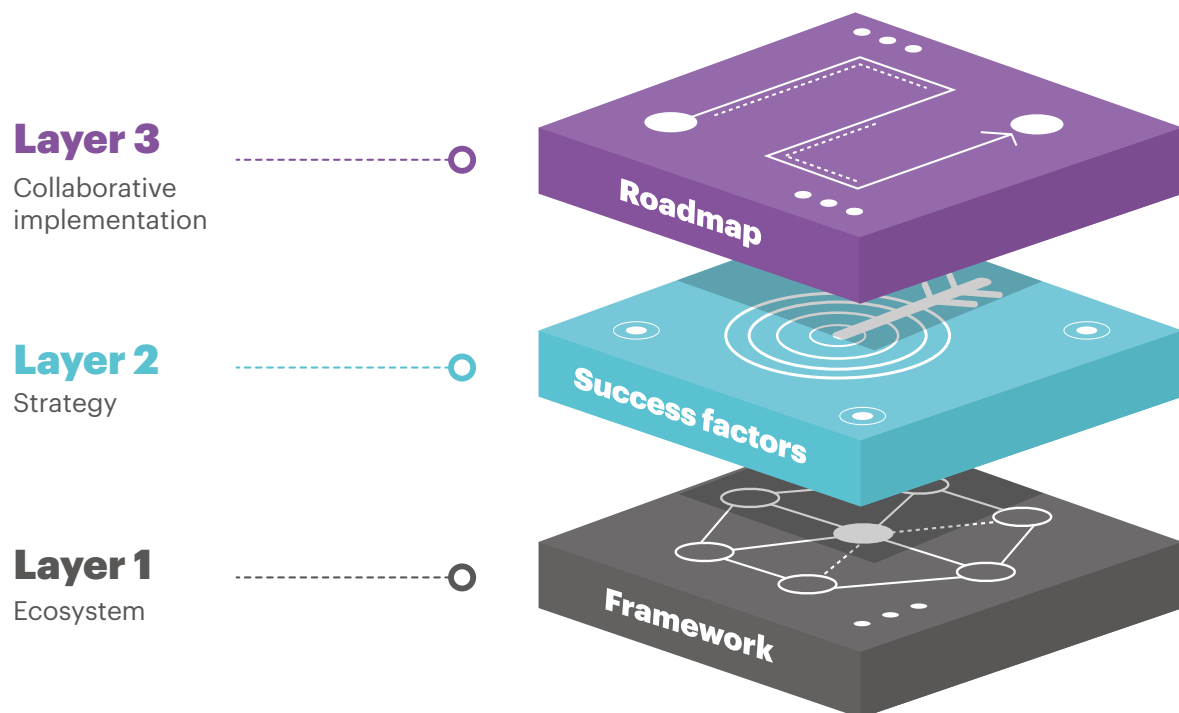 Layer 3
Collaborative
implementation
Roadmap
Layer 2
Strategy
Success factors
Layer 1
Ecosystem
Framework